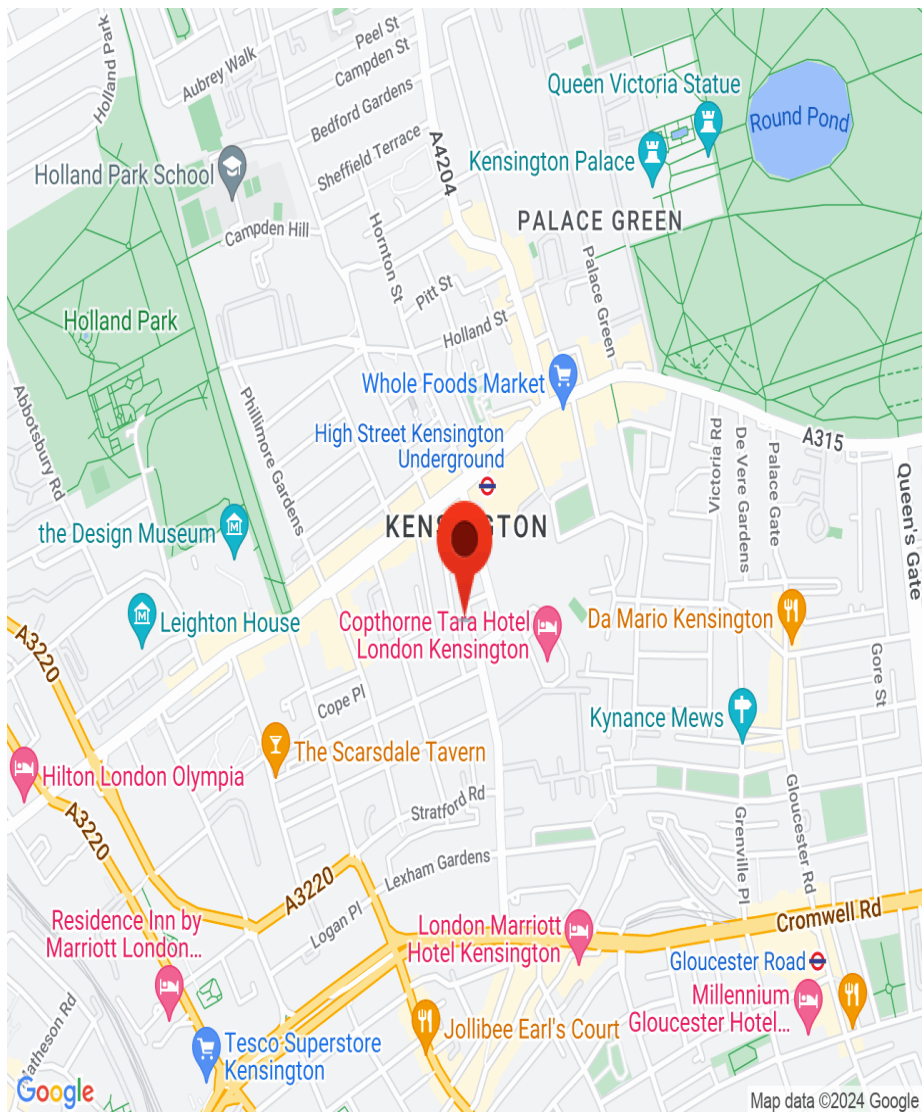 Holland Park
Peel St
Campden St
Aubrey Walk
Bedford Gardens
Queen Victoria Statue
Round Pond
Sheffield Terrace
A4204
Holland Park School
Kensington Palace
PALACE GREEN
Campden Hill
Hornton St
Pitt St
Palace Green
Holland Park
Holland St
Whole Foods Market
Abbotsbury Rd
Phillimore Gardens
High Street Kensington
Underground
Victoria Rd
De Vere Gardens
Palace Gate
A315
Queen's Gate
the Design Museum
KENS
GTON
Leighton House
Copthorne Tara Hotel
London Kensington
Da Mario Kensington
A3220
Gore St
Cope Pl
Kynance Mews
The Scarsdale Tavern
Hilton London Olympia
Stratford Rd
A3220
Grenville Pl
Gloucester Rd
Lexham Gardens
A3220
Logan Pl
Cromwell Rd
Residence Inn by
Marriott London...
London Marriott
Hotel Kensington
Gloucester Road
Millennium
Gloucester Hotel...
Jollibee Earl's Court
Tesco Superstore
Kensington
Matheson Rd
Google
Map data ©2024 Google